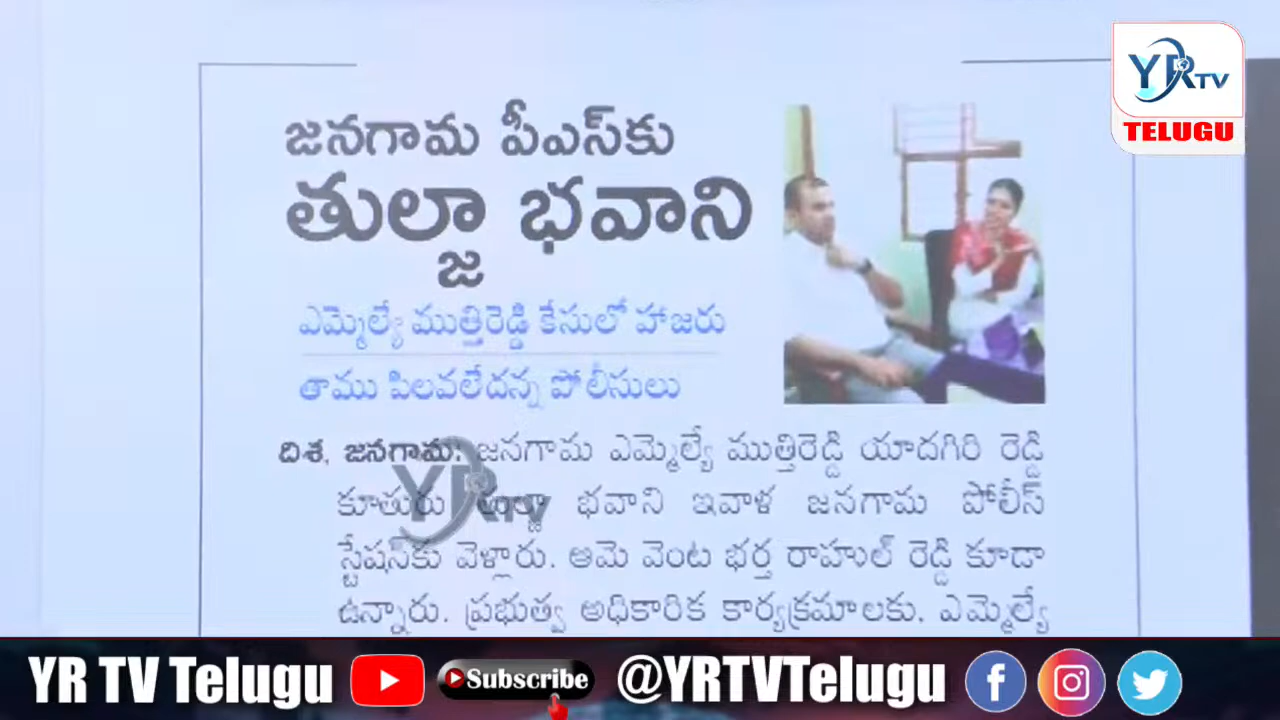 YRTV
TELUGU
జనగామ పీఎస్‌కు
తుల్జా భవాని
ఎమ్మెల్యే ముత్తిరెడ్డి కేసులో హాజరు
తాము పిలవలేదన్న పోలీసులు
దిశ, జనగామ: జనగామ ఎమ్మెల్యే ముత్తిరెడ్డి యాదగిరి రెడ్డి
కూతురు తుల్జా భవాని ఇవాళ జనగామ పోలీస్
స్టేషన్‌కు వెళ్లారు. ఆమె వెంట భర్త రాహుల్ రెడ్డి కూడా
ఉన్నారు. ప్రభుత్వ అధికారిక కార్యక్రమాలకు. ఎమ్మెల్యే
YRTV
YR TV Telugu Subscribe @YRTVTelugu